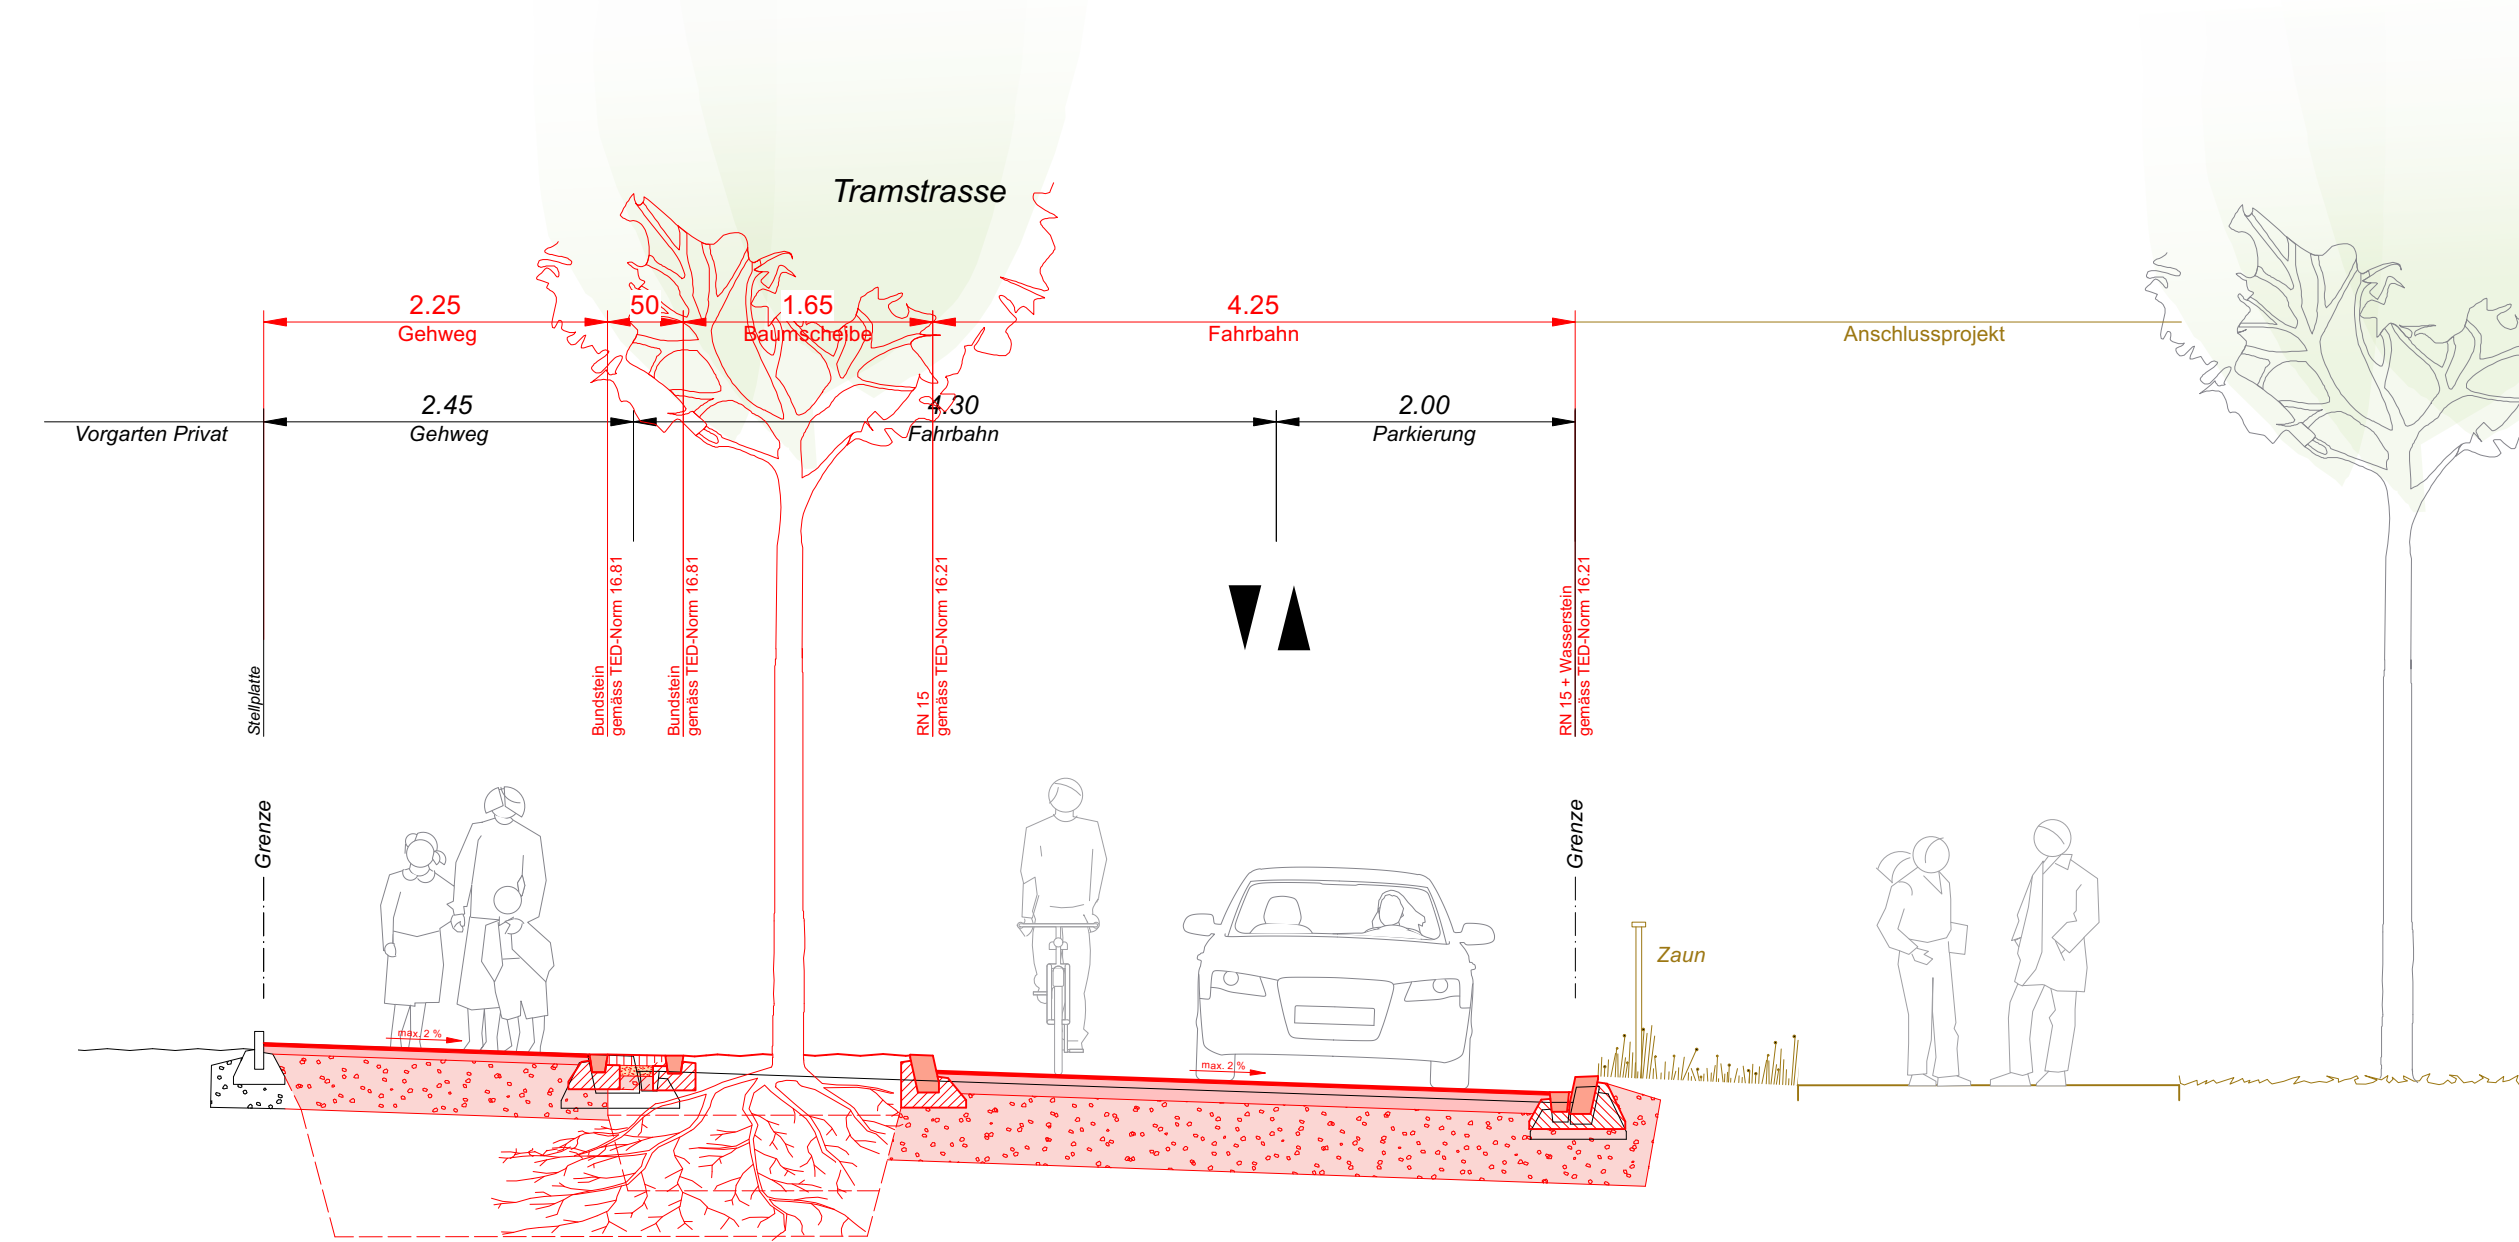 Tramstrasse
2.25
50
1.65
4.25
Gehweg
Baumscheibe
Fahrbahn
Anschlussprojekt
2.45
4.30
2.00
Vorgarten Privat
Gehweg
Fahrbahn
Parkierung
Stellplatte
Bundstein
gemäss TED-Norm 16.81
Bundstein
gemäss TED-Norm 16.81
RN 15
gemäss TED-Norm 16.21
RN 15 + Wasserstein
gemäss TED-Norm 16.21
Grenze
Grenze
Zaun
max. 2 %
max. 2 %